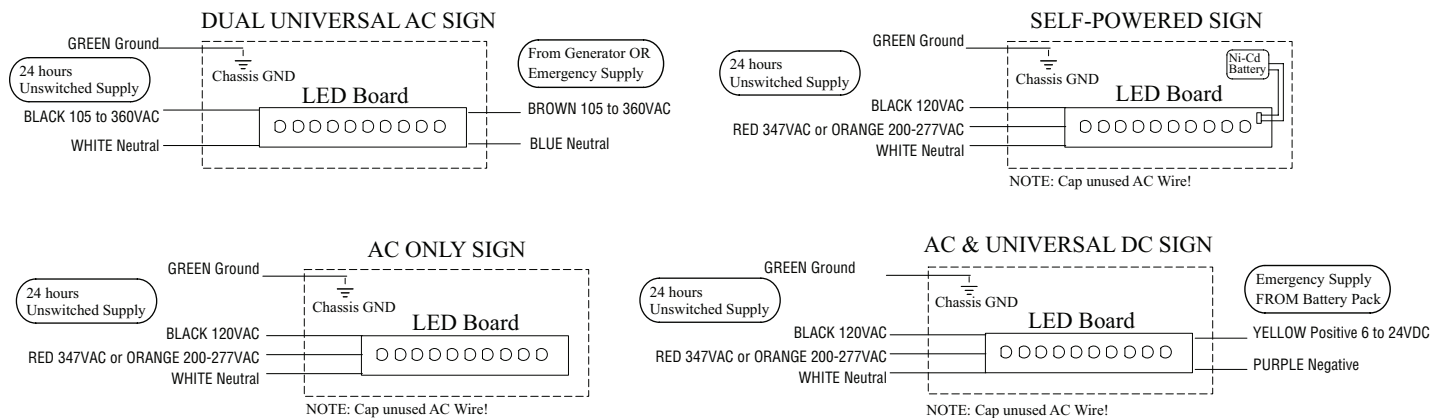 DUAL UNIVERSAL AC SIGN
GREEN Ground
Chassis GND
24 hours
Unswitched Supply
From Generator OR
Emergency Supply
LED Board
BLACK 105 to 360VAC
BROWN 105 to 360VAC
WHITE Neutral
BLUE Neutral
SELF-POWERED SIGN
GREEN Ground
Chassis GND
Ni-Cd
Battery
24 hours
Unswitched Supply
LED Board
BLACK 120VAC
RED 347VAC or ORANGE 200-277VAC
WHITE Neutral
NOTE: Cap unused AC Wire!
AC ONLY SIGN
GREEN Ground
Chassis GND
24 hours
Unswitched Supply
LED Board
BLACK 120VAC
RED 347VAC or ORANGE 200-277VAC
WHITE Neutral
NOTE: Cap unused AC Wire!
AC & UNIVERSAL DC SIGN
GREEN Ground
Chassis GND
24 hours
Unswitched Supply
Emergency Supply
FROM Battery Pack
LED Board
BLACK 120VAC
YELLOW Positive 6 to 24VDC
RED 347VAC or ORANGE 200-277VAC
PURPLE Negative
WHITE Neutral
NOTE: Cap unused AC Wire!